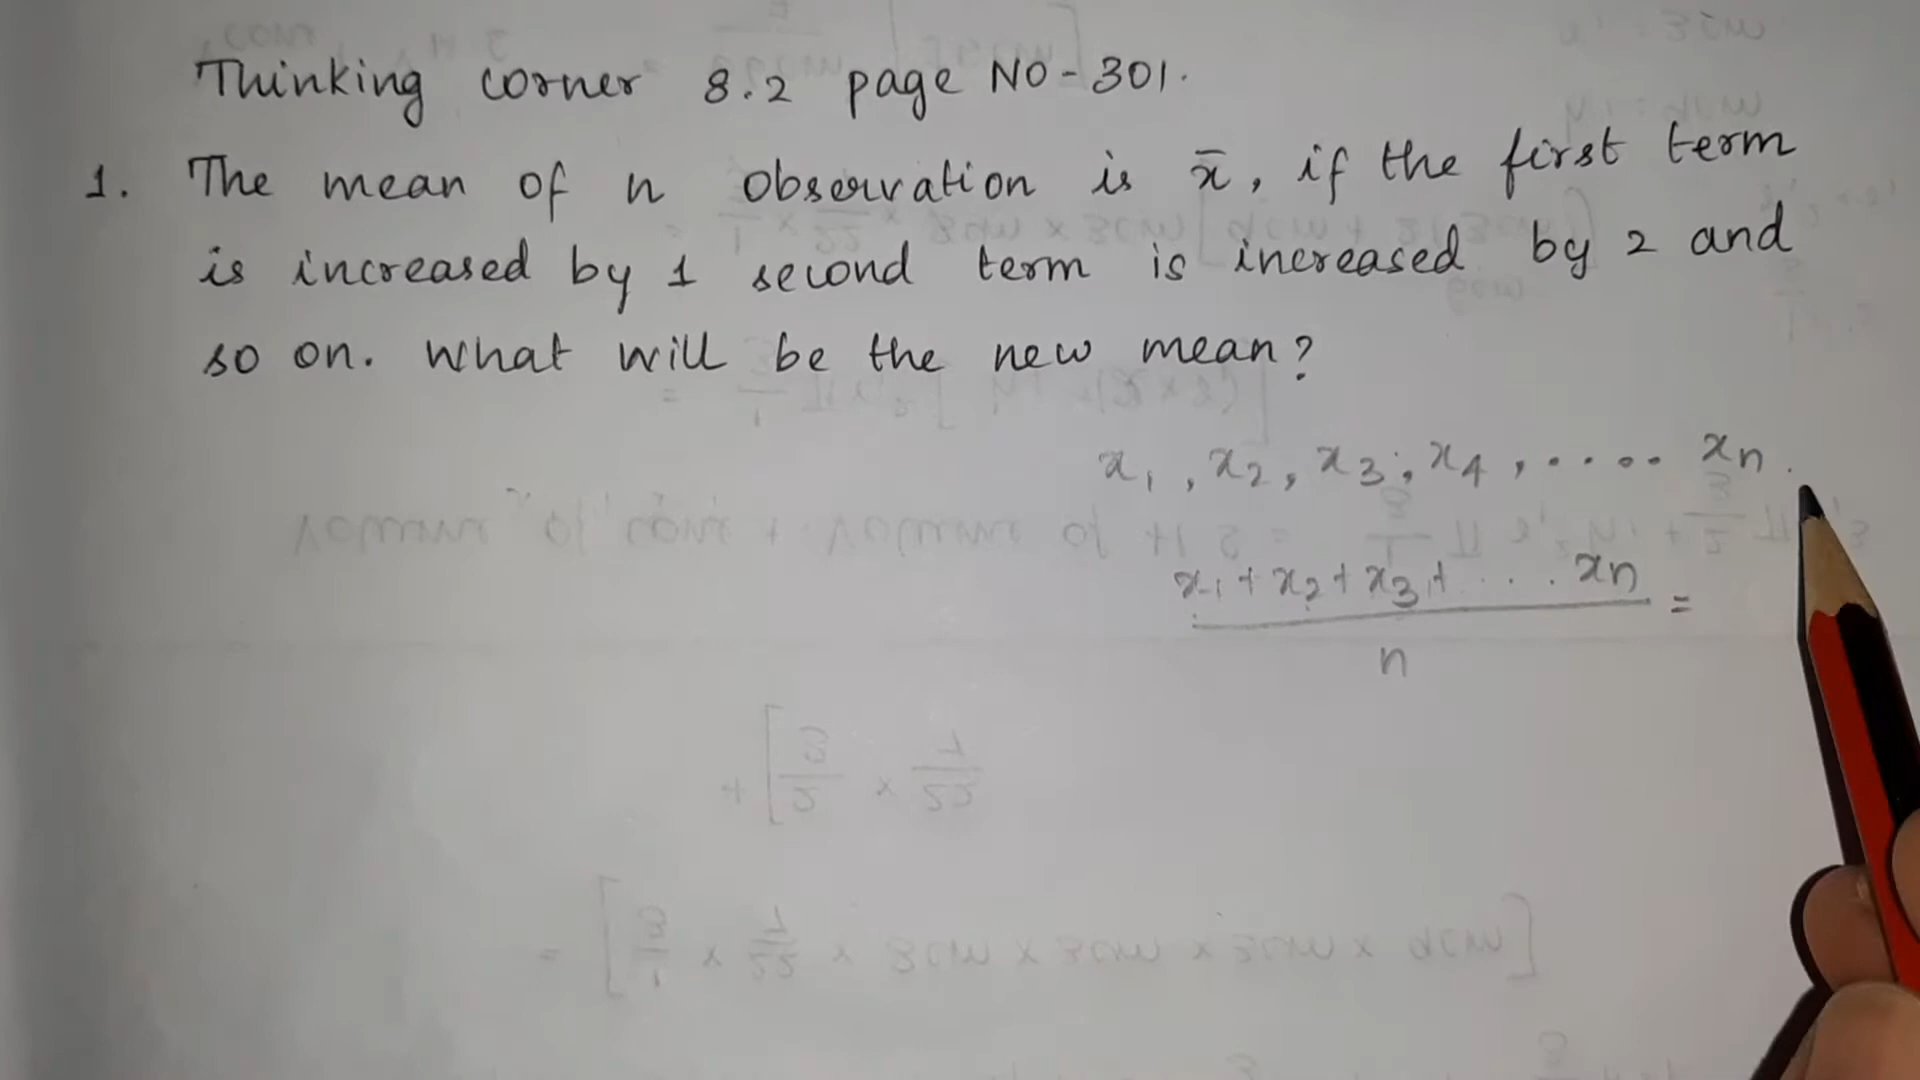 Thinking corner 8.2 page NO - 301.
1. The mean of n observation is x̄, if the first term
is increased by 1 second term is increased by 2 and
so on. What will be the new mean?
x₁, x₂, x₃, x₄, ..... xₙ.
x₁ + x₂ + x₃ + .... xₙ =
n